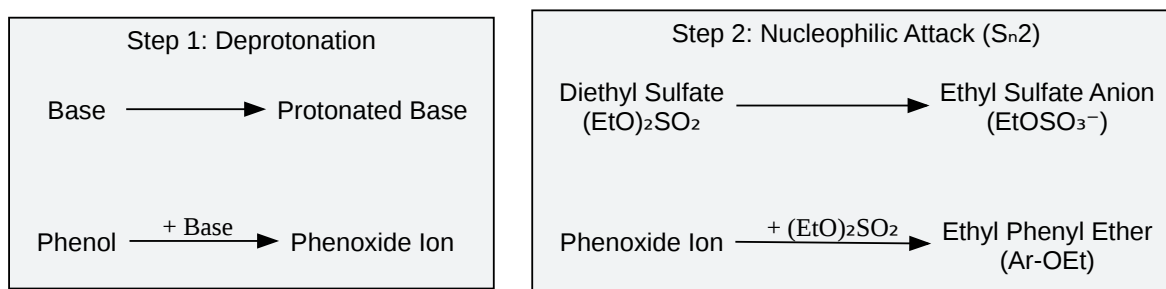 Step 1: Deprotonation
Base
Protonated Base
Phenol
+ Base
Phenoxide Ion
Step 2: Nucleophilic Attack (Sₙ2)
Diethyl Sulfate
(EtO)₂SO₂
Ethyl Sulfate Anion
(EtOSO₃⁻)
Phenoxide Ion
+ (EtO)₂SO₂
Ethyl Phenyl Ether
(Ar-OEt)